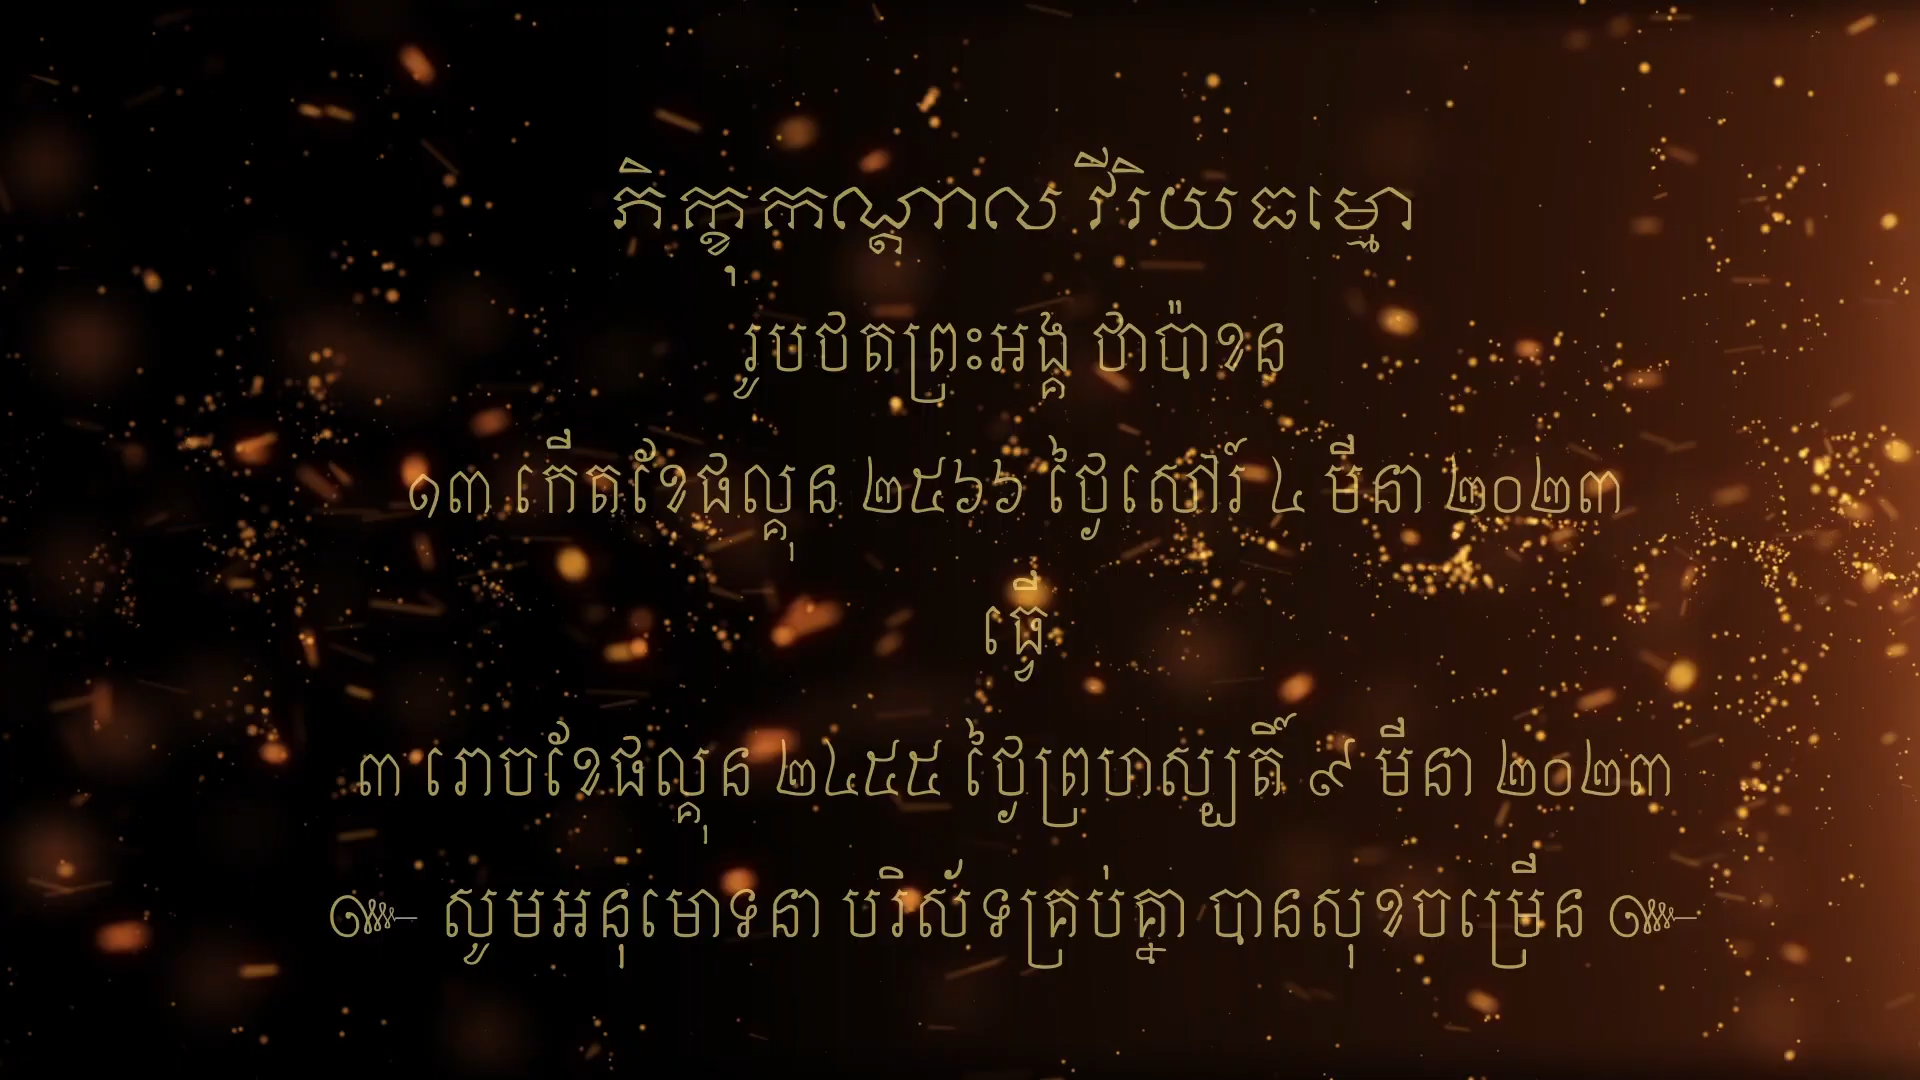 ភិក្ខុកណ្ដាល វីរិយធម្មោ
រូបថតព្រះអង្គ ថាប៉ាខន
១៣ កើតខែផល្គុន ២៥៦៦ ថ្ងៃសៅរ៍ ៤ មីនា ២០២៣
ធ្វើ
៣ រោចខែផល្គុន ២៤៥៥ ថ្ងៃព្រហស្បតិ៍ ៩ មីនា ២០២៣
៚ សូមអនុមោទនា បរិស័ទគ្រប់គ្នា បានសុខចម្រើន ៚